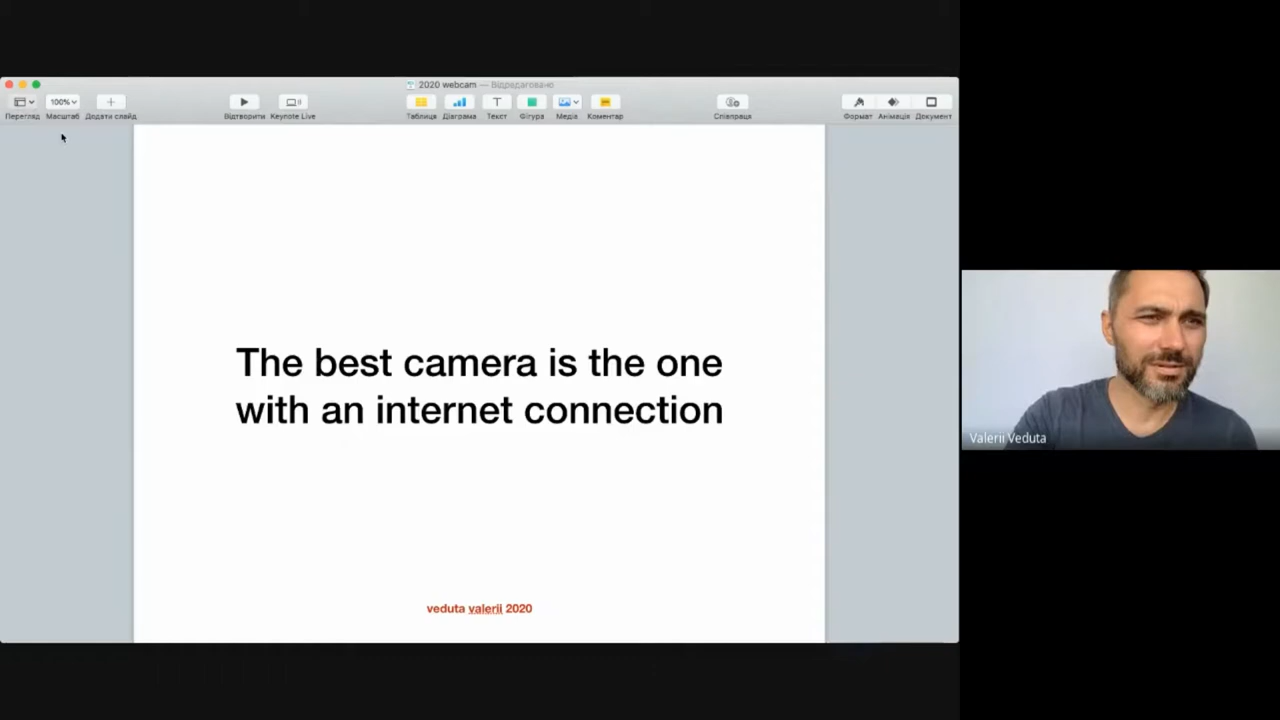 2020 webcam — Відредаговано
100%
Перегляд Масштаб Додати слайд Відтворити Keynote Live Таблиця Діаграма Текст Фігура Медіа Коментар Співпраця Формат Анімація Документ
The best camera is the one
with an internet connection
Valerii Veduta
veduta valerii 2020